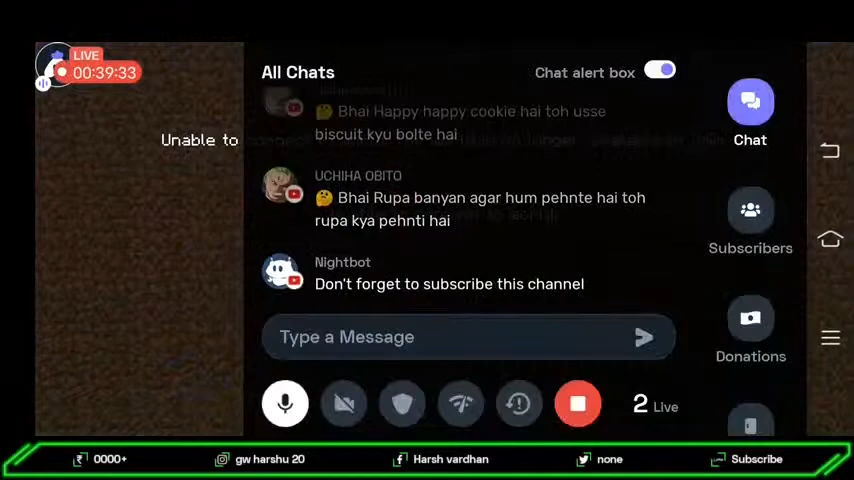 LIVE
00:39:33
All Chats
Chat alert box
🤔 Bhai Happy happy cookie hai toh usse
biscuit kyu bolte hai
Unable to
UCHIHA OBITO
🤔 Bhai Rupa banyan agar hum pehnte hai toh
rupa kya pehnti hai
Nightbot
Don't forget to subscribe this channel
Type a Message
2 Live
Chat
Subscribers
Donations
0000+
gw harshu 20
Harsh vardhan
none
Subscribe